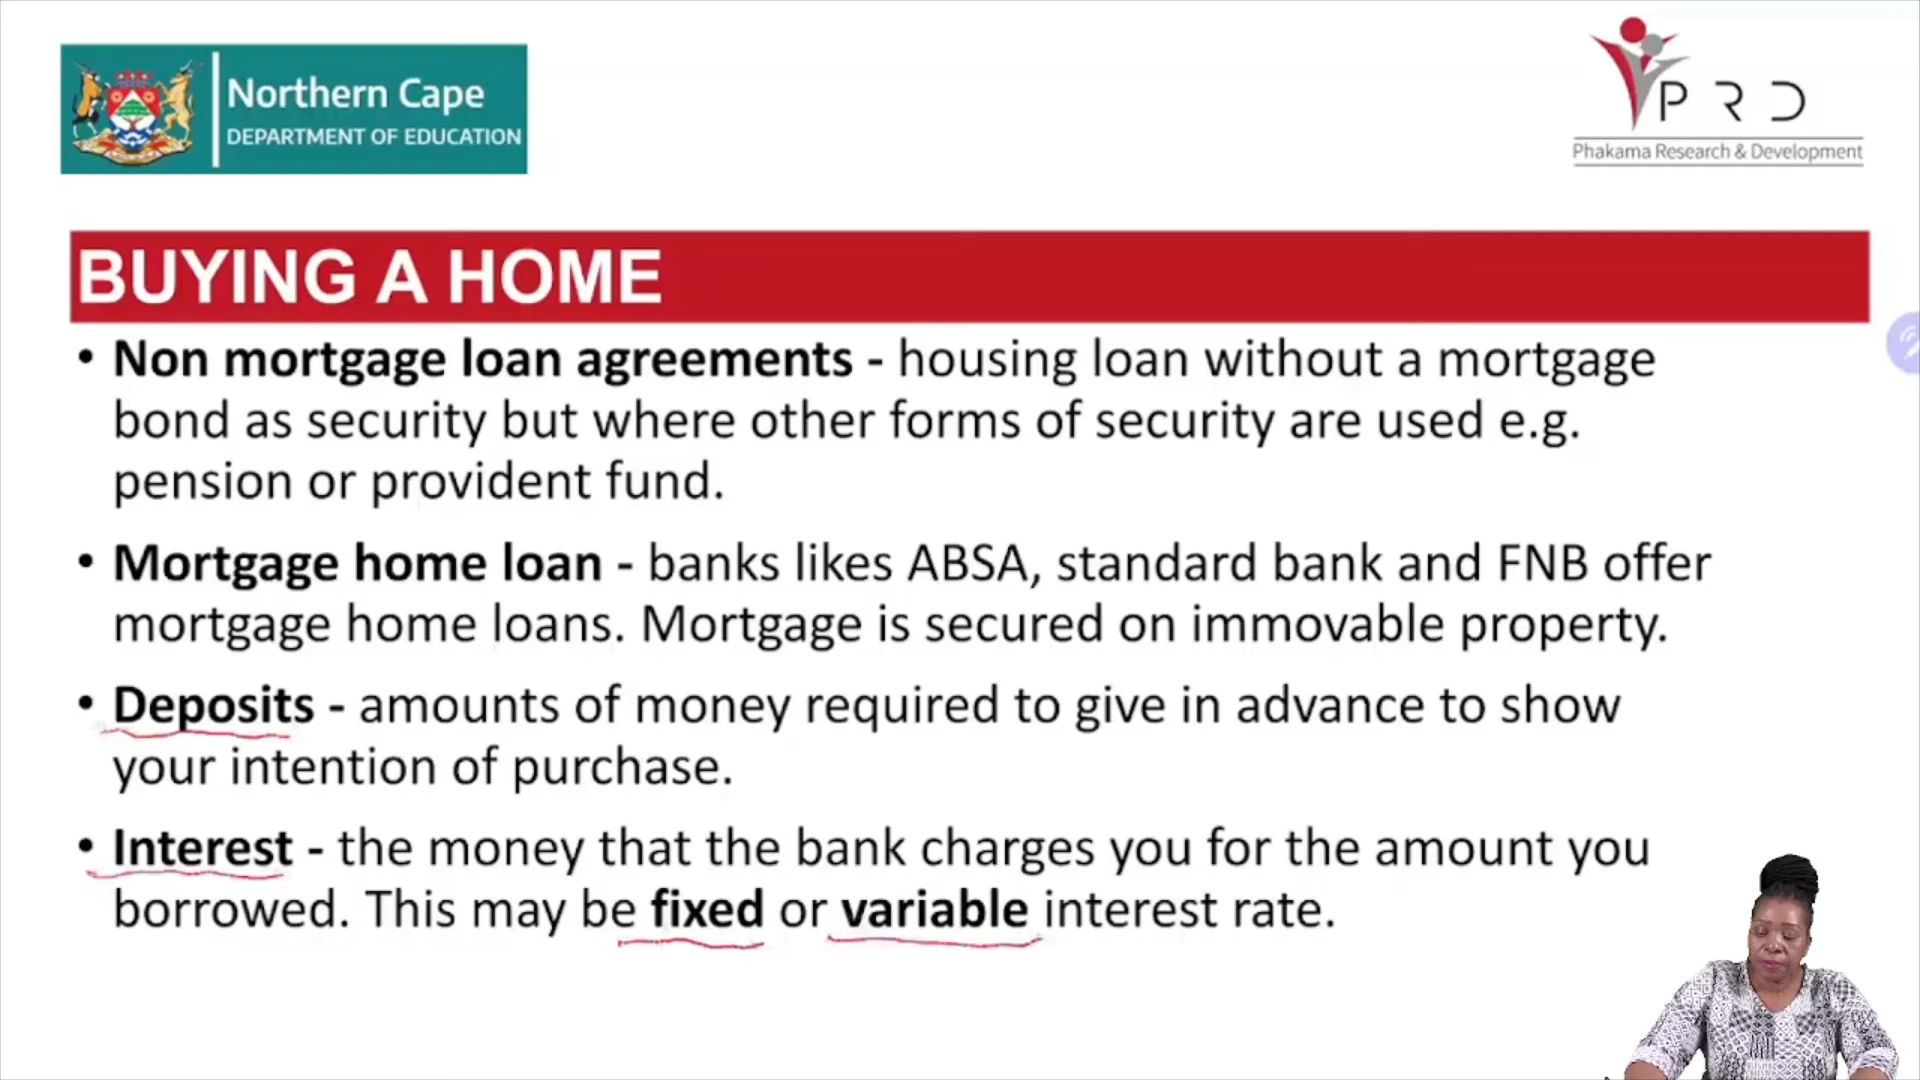 Northern Cape
DEPARTMENT OF EDUCATION
PRD
Phakama Research & Development
BUYING A HOME
• Non mortgage loan agreements - housing loan without a mortgage
bond as security but where other forms of security are used e.g.
pension or provident fund.
• Mortgage home loan - banks likes ABSA, standard bank and FNB offer
mortgage home loans. Mortgage is secured on immovable property.
• Deposits - amounts of money required to give in advance to show
your intention of purchase.
• Interest - the money that the bank charges you for the amount you
borrowed. This may be fixed or variable interest rate.